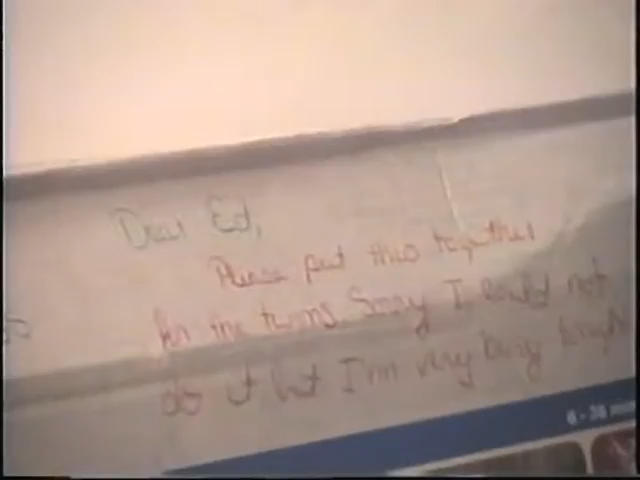 Dear Ed,
Please put this together
for the twins. Sorry I could not
do it but I'm very busy tonight
6 - 36